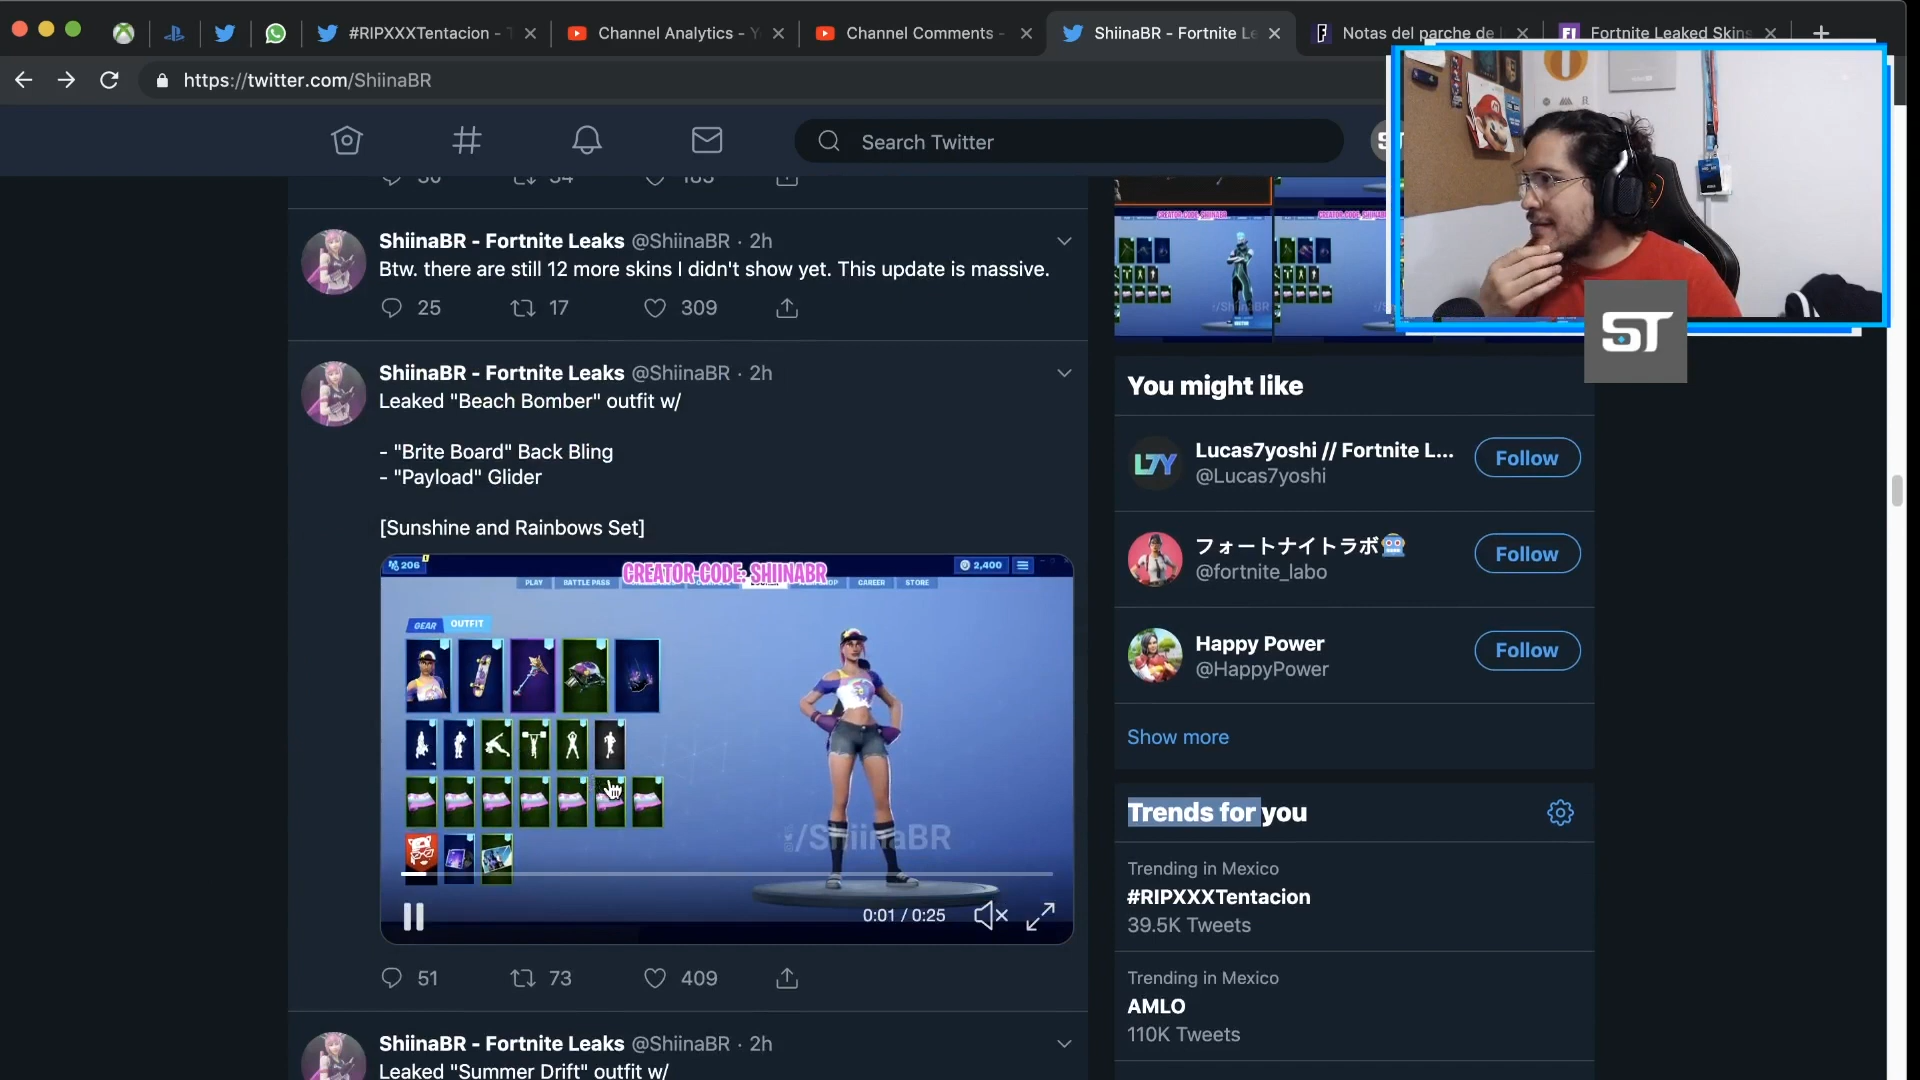 #RIPXXXTentacion -
Channel Analytics -
Channel Comments -
ShiinaBR - Fortnite Le
Notas del parche de
Fortnite Leaked Skins
https://twitter.com/ShiinaBR
Search Twitter
ShiinaBR - Fortnite Leaks @ShiinaBR · 2h
Btw. there are still 12 more skins I didn't show yet. This update is massive.
25 17 309
ShiinaBR - Fortnite Leaks @ShiinaBR · 2h
Leaked "Beach Bomber" outfit w/
- "Brite Board" Back Bling
- "Payload" Glider
[Sunshine and Rainbows Set]
206
CREATOR-CODE: SHIINABR
2,400
PLAY BATTLE PASS CAREER STORE
GEAR OUTFIT
/ShiinaBR
0:01 / 0:25
51 73 409
ShiinaBR - Fortnite Leaks @ShiinaBR · 2h
Leaked "Summer Drift" outfit w/
ST
You might like
Lucas7yoshi // Fortnite L...
@Lucas7yoshi
Follow
フォートナイトラボ
@fortnite_labo
Follow
Happy Power
@HappyPower
Follow
Show more
Trends for you
Trending in Mexico
#RIPXXXTentacion
39.5K Tweets
Trending in Mexico
AMLO
110K Tweets